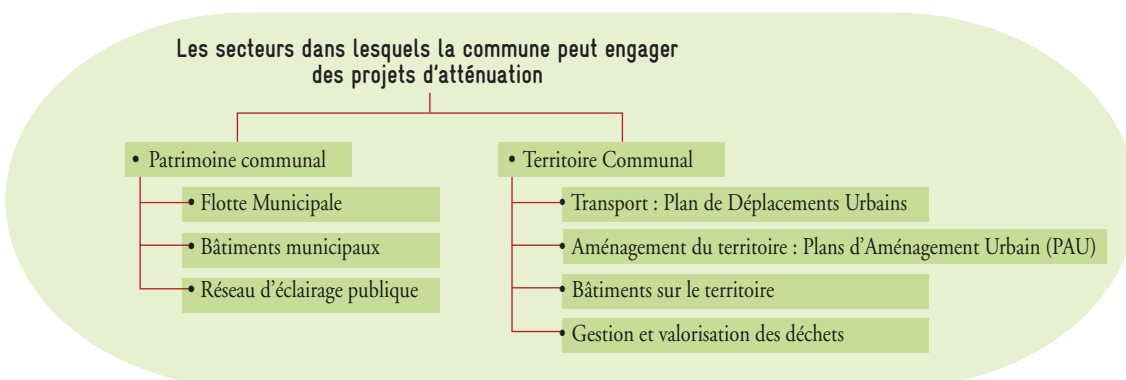 Les secteurs dans lesquels la commune peut engager
des projets d'atténuation
• Patrimoine communal
• Flotte Municipale
• Bâtiments municipaux
• Réseau d'éclairage publique
• Territoire Communal
• Transport : Plan de Déplacements Urbains
• Aménagement du territoire : Plans d'Aménagement Urbain (PAU)
• Bâtiments sur le territoire
• Gestion et valorisation des déchets